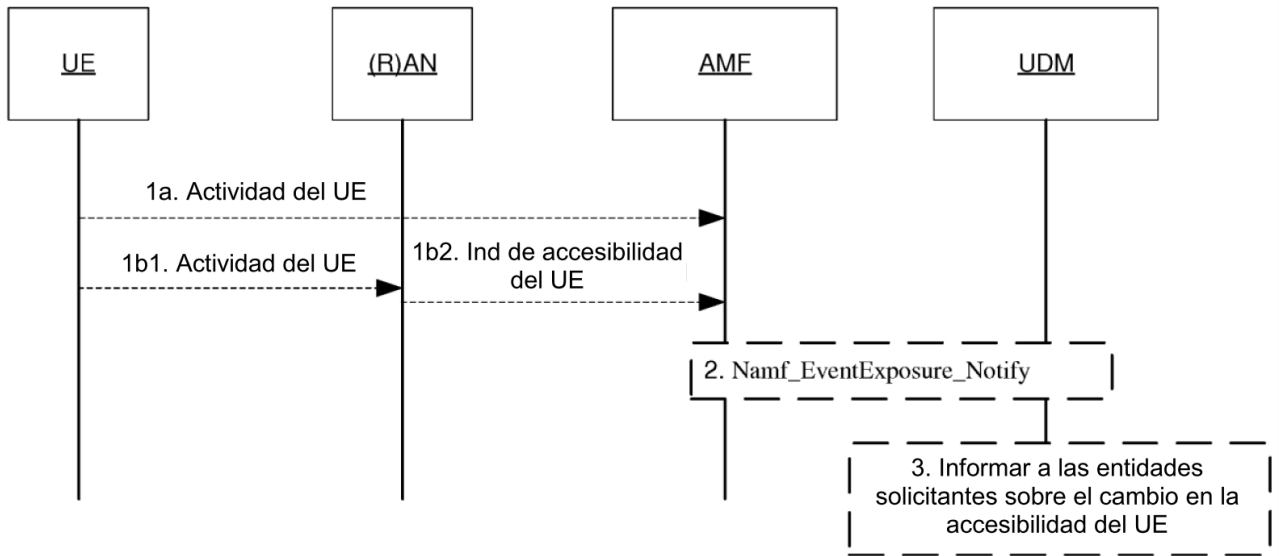 UE
(R)AN
AMF
UDM
1a. Actividad del UE
1b1. Actividad del UE
1b2. Ind de accesibilidad
del UE
2. Namf_EventExposure_Notify
3. Informar a las entidades
solicitantes sobre el cambio en la
accesibilidad del UE